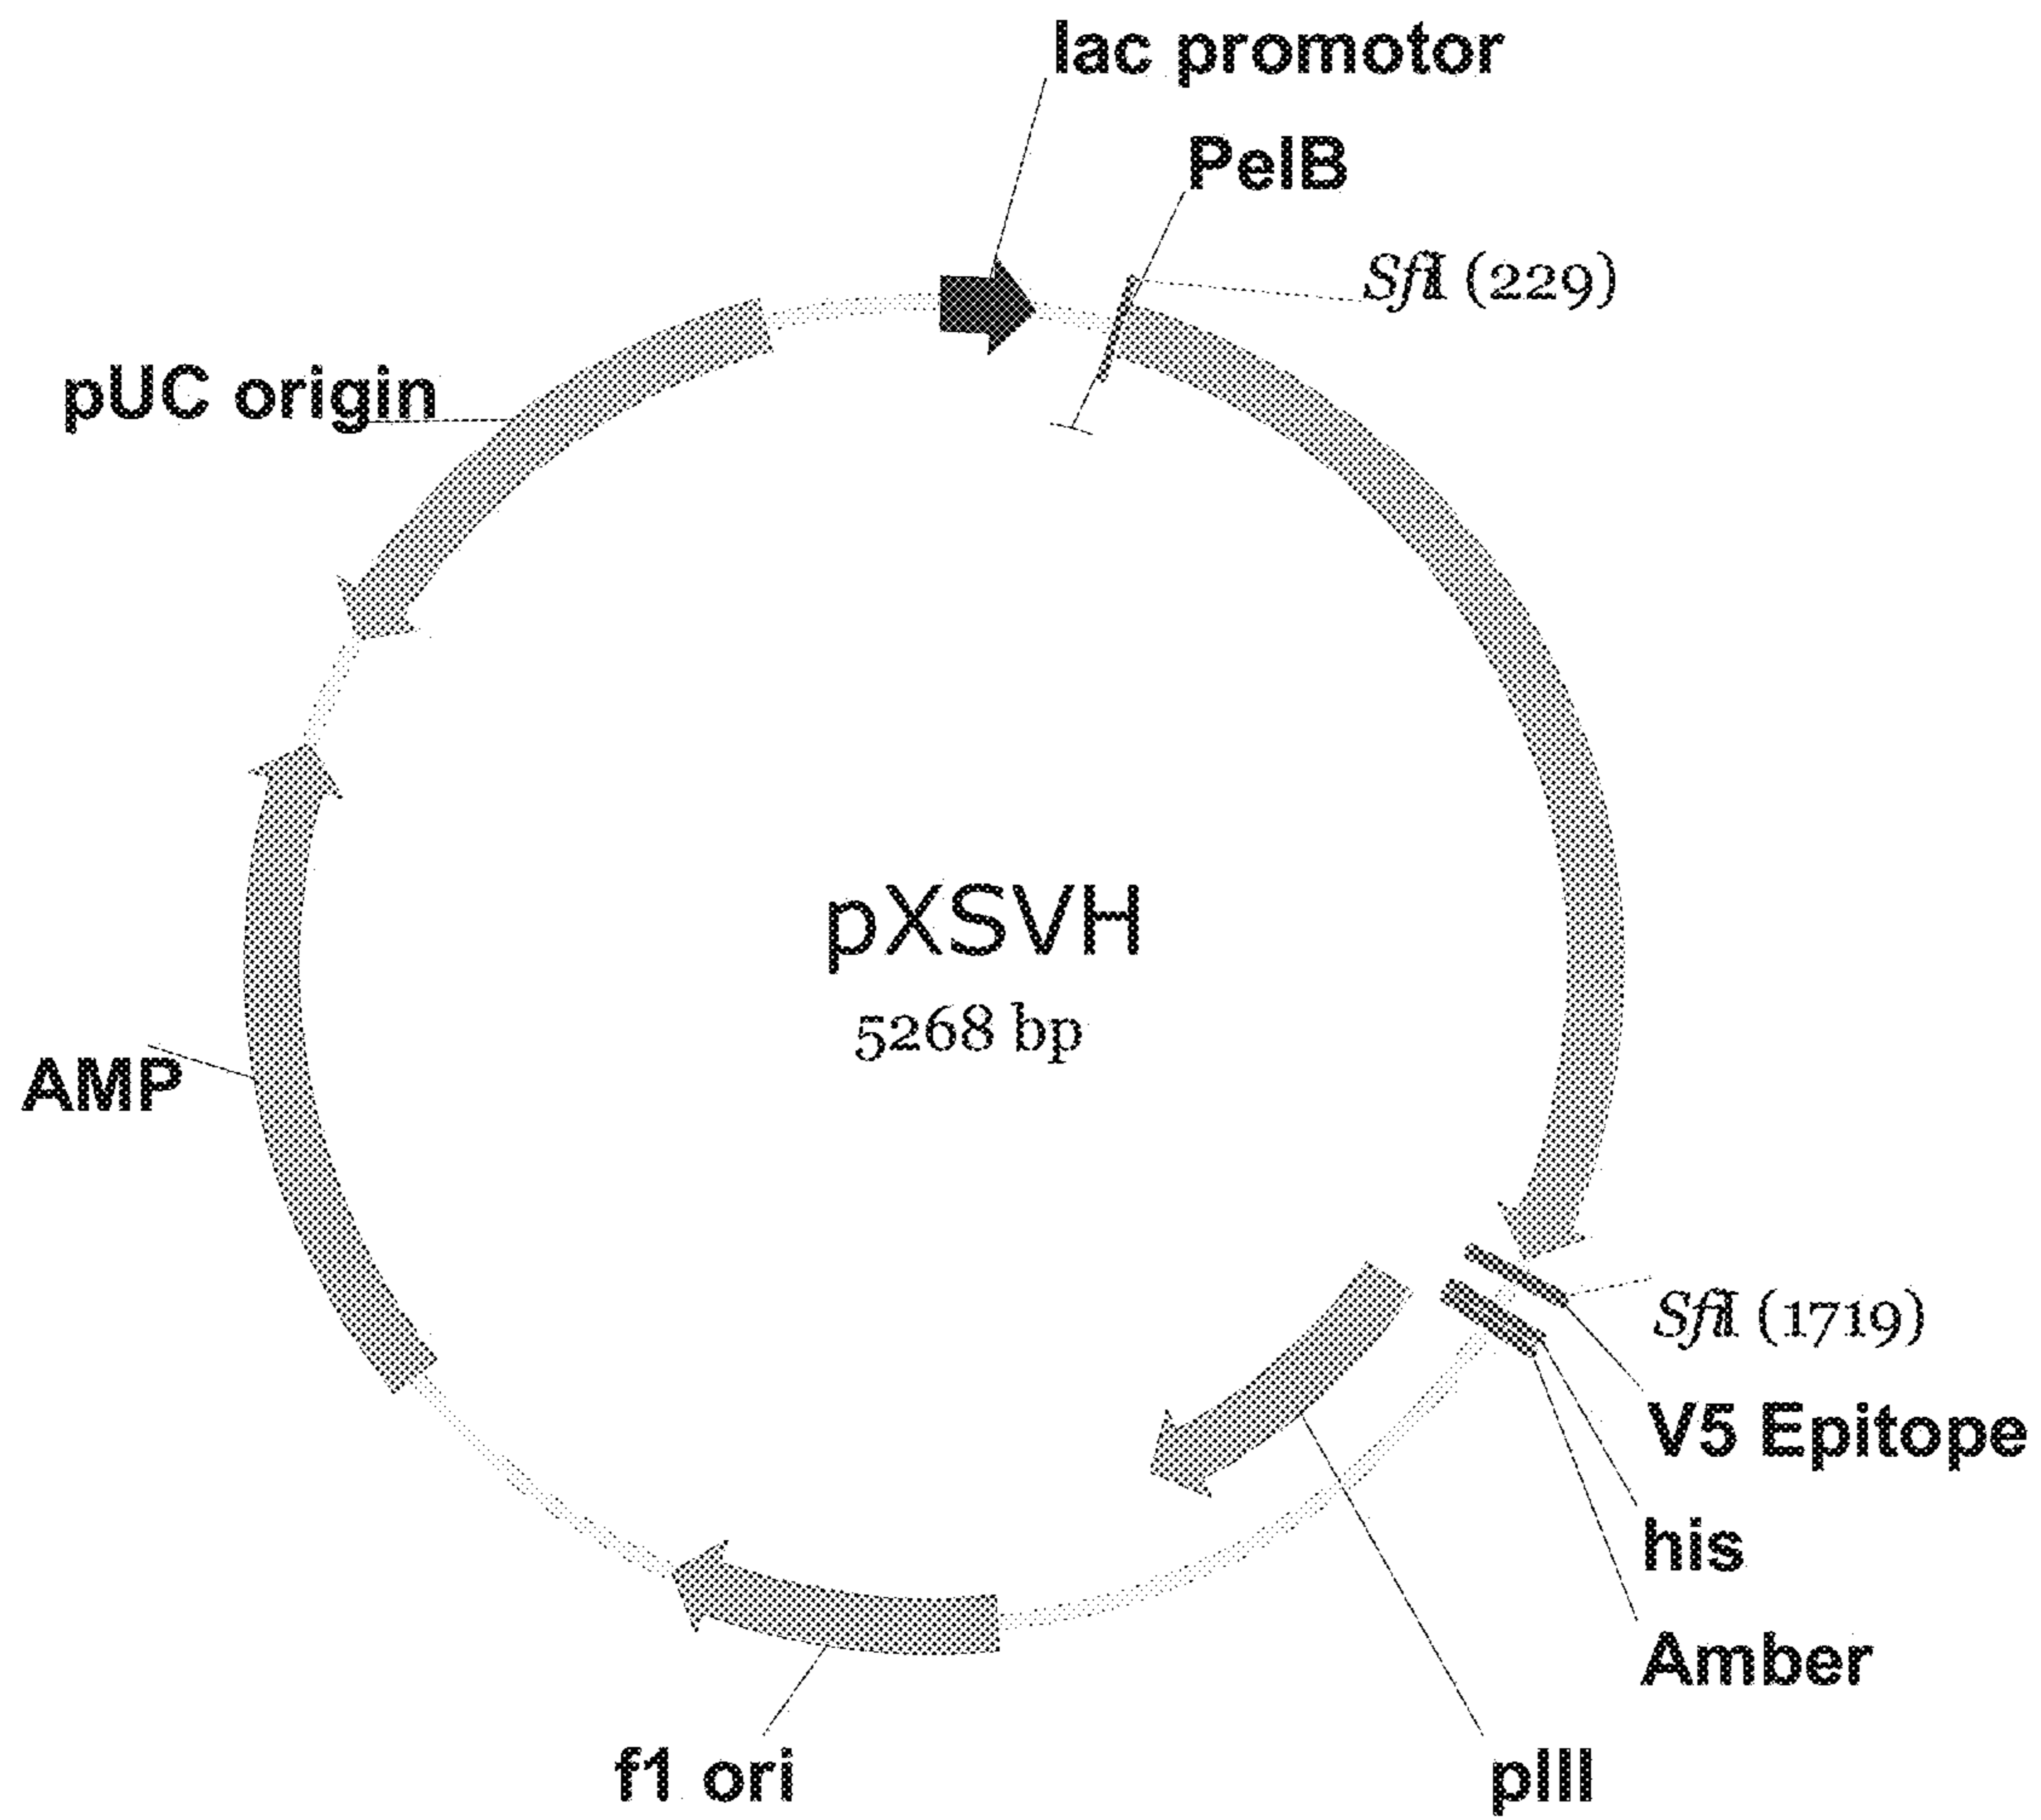 lac promotor
PelB
SfiI (229)
pUC origin
pXSVH
5268 bp
AMP
SfiI (1719)
V5 Epitope
his
Amber
f1 ori
pIII